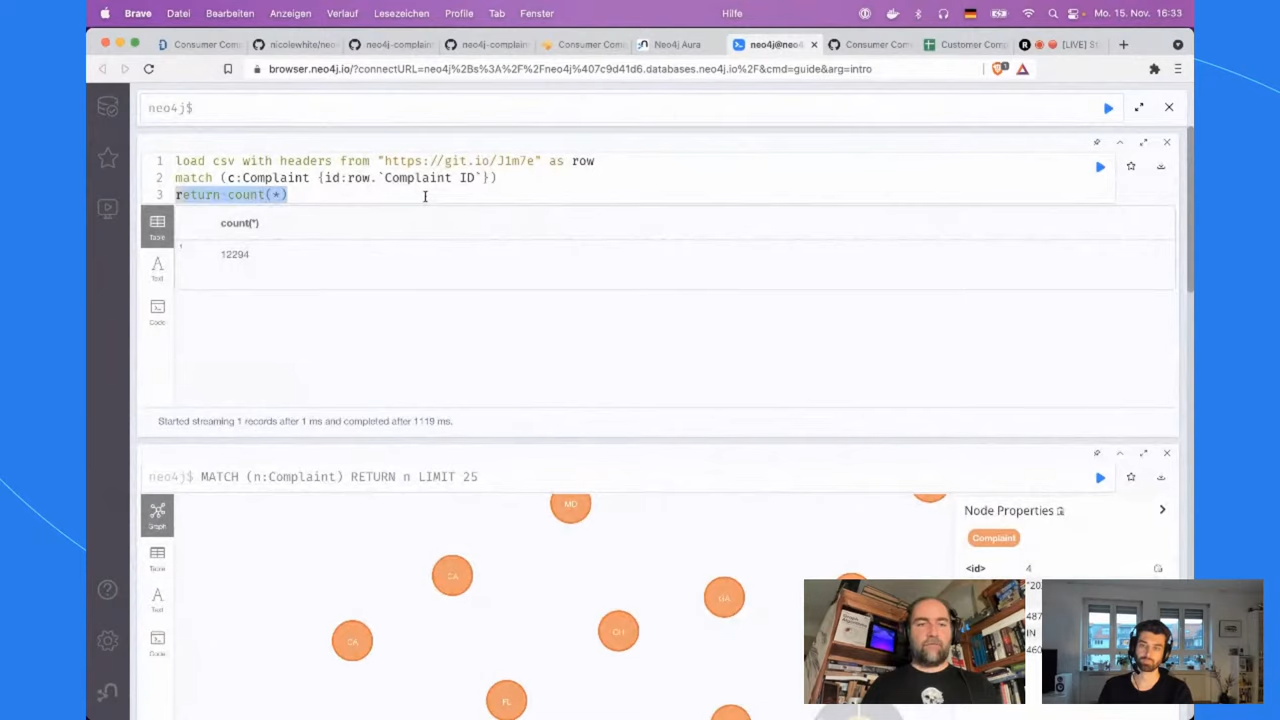 Brave Datei Bearbeiten Anzeigen Verlauf Lesezeichen Profile Tab Fenster Hilfe Mo. 15. Nov. 16:33
Consumer Com nicolewhite/neo neo4j-complain neo4j-complain Consumer Com Neo4j Aura neo4j@neo4 Consumer Com Customer Comp [LIVE]
browser.neo4j.io/?connectURL=neo4j%2Bs%3A%2F%2Fneo4j%407c9d41d6.databases.neo4j.io%2F&cmd=guide&arg=intro
neo4j$
1 load csv with headers from "https://git.io/J1m7e" as row
2 match (c:Complaint {id:row.`Complaint ID`})
3 return count(*)
Table
count(*)
12294
Text
Code
Started streaming 1 records after 1 ms and completed after 1119 ms.
neo4j$ MATCH (n:Complaint) RETURN n LIMIT 25
Graph
Table
Text
Code
MD
CA
GA
CA
OH
FL
Node Properties
Complaint
<id> 4
"20
487
IN
460